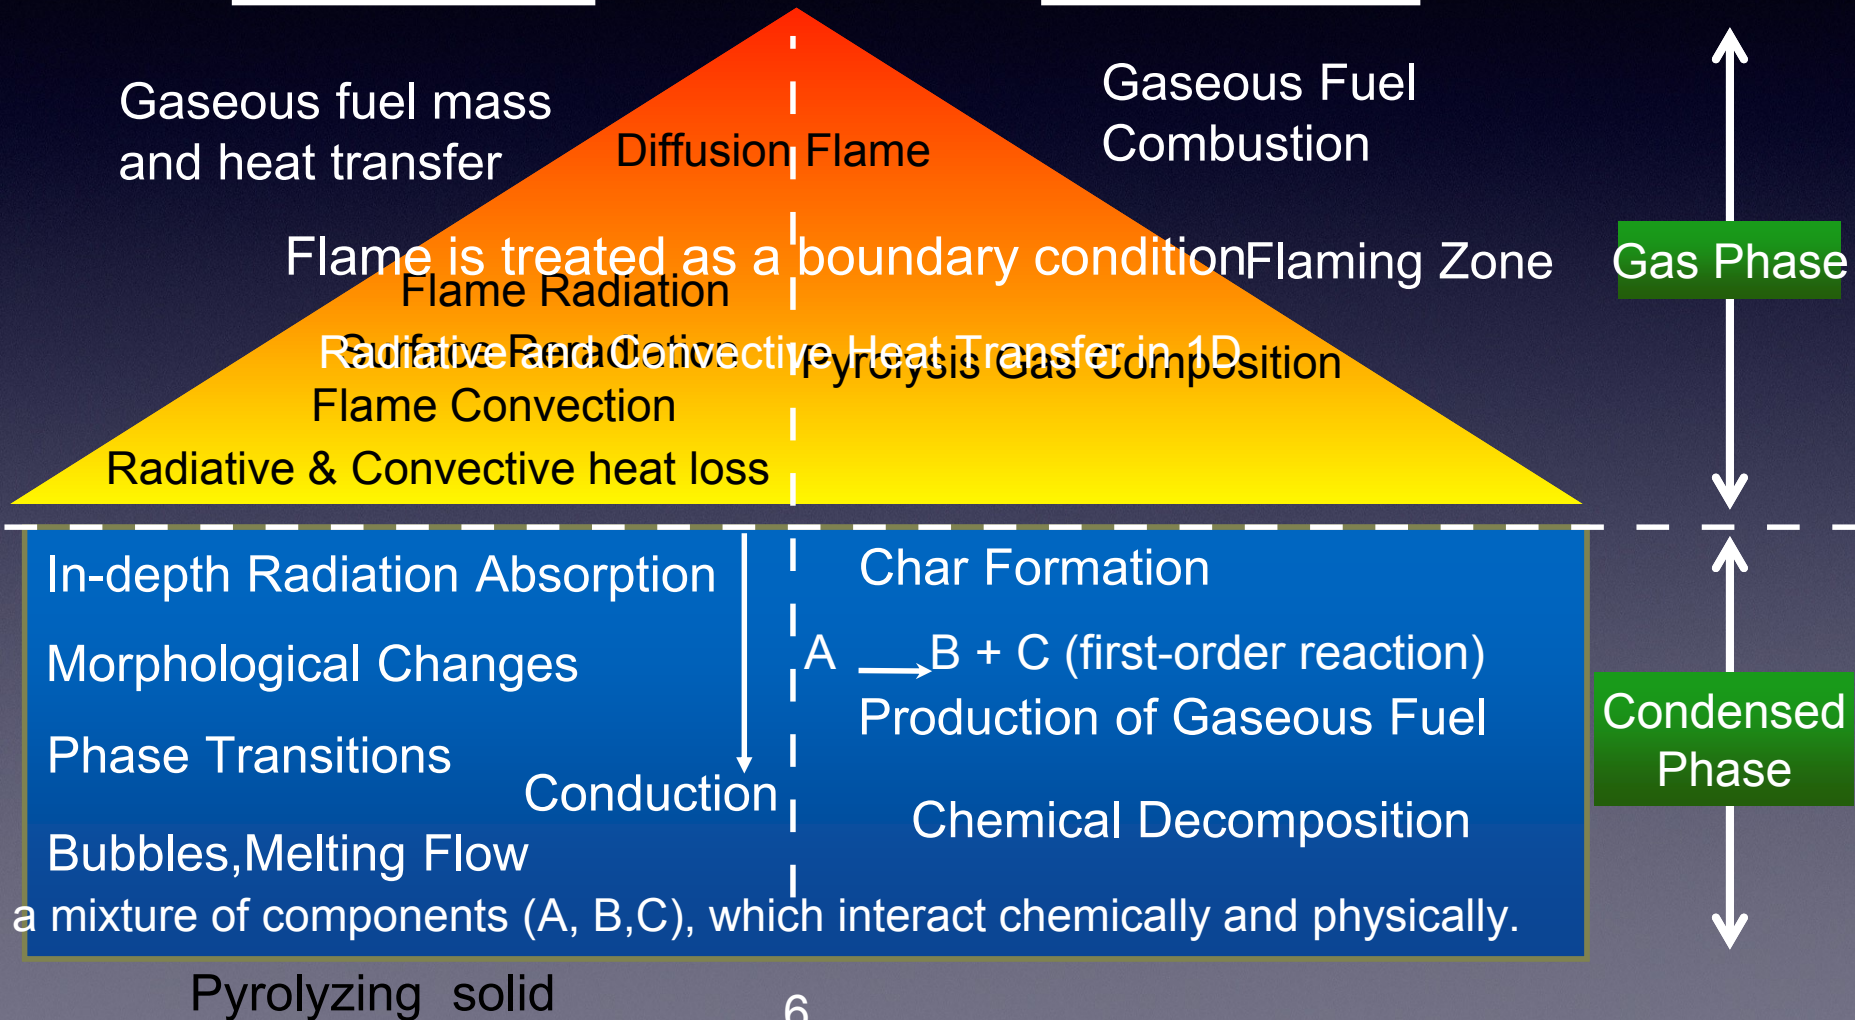 Gaseous fuel mass
and heat transfer
Gaseous Fuel
Combustion
Diffusion Flame
Flame is treated as a boundary condition
Flaming Zone
Gas Phase
Flame Radiation
Surface Reradiation
Radiative and Convective Heat Transfer in 1D
Pyrolysis Gas Composition
Flame Convection
Radiative & Convective heat loss
In-depth Radiation Absorption
Char Formation
Morphological Changes
A B + C (first-order reaction)
Production of Gaseous Fuel
Condensed
Phase
Phase Transitions
Conduction
Chemical Decomposition
Bubbles,Melting Flow
a mixture of components (A, B,C), which interact chemically and physically.
Pyrolyzing solid
6